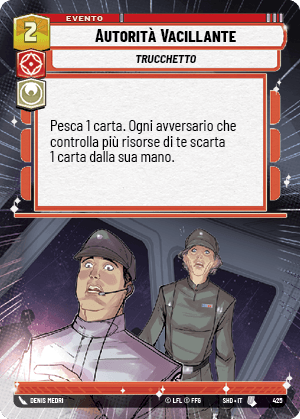 EVENTO
2
AUTORITÀ VACILLANTE
TRUCCHETTO
Pesca 1 carta. Ogni avversario che
controlla più risorse di te scarta
1 carta dalla sua mano.
DENIS MEDRI
© LFL © FFG
SHD • IT
425